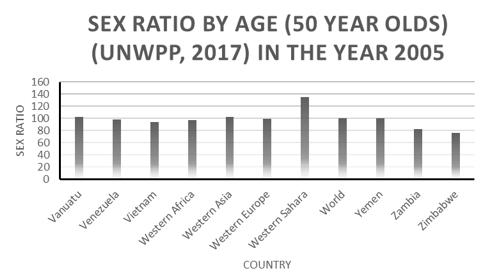 SEX RATIO BY AGE (50 YEAR OLDS)
(UNWPP, 2017) IN THE YEAR 2005
SEX RATIO
160
140
120
100
80
60
40
20
0
Vanuatu
Venezuela
Vietnam
Western Africa
Western Asia
Western Europe
Western Sahara
World
Yemen
Zambia
Zimbabwe
COUNTRY